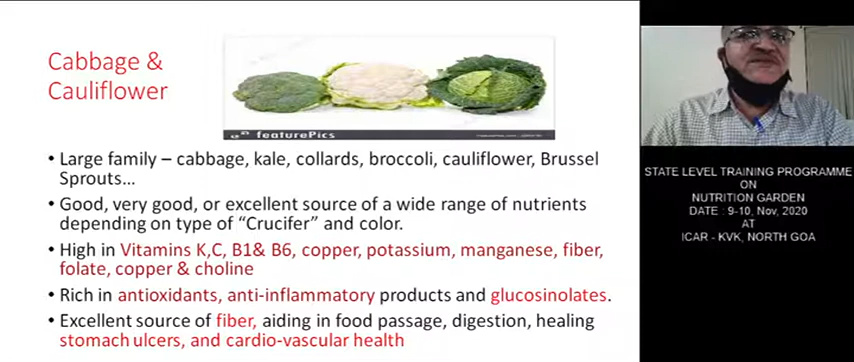 Cabbage &
Cauliflower
featurePics
• Large family – cabbage, kale, collards, broccoli, cauliflower, Brussel
Sprouts…
• Good, very good, or excellent source of a wide range of nutrients
depending on type of “Crucifer” and color.
• High in Vitamins K,C, B1& B6, copper, potassium, manganese, fiber,
folate, copper & choline
• Rich in antioxidants, anti-inflammatory products and glucosinolates.
• Excellent source of fiber, aiding in food passage, digestion, healing
stomach ulcers, and cardio-vascular health
STATE LEVEL TRAINING PROGRAMME
ON
NUTRITION GARDEN
DATE : 9-10, Nov, 2020
AT
ICAR - KVK, NORTH GOA